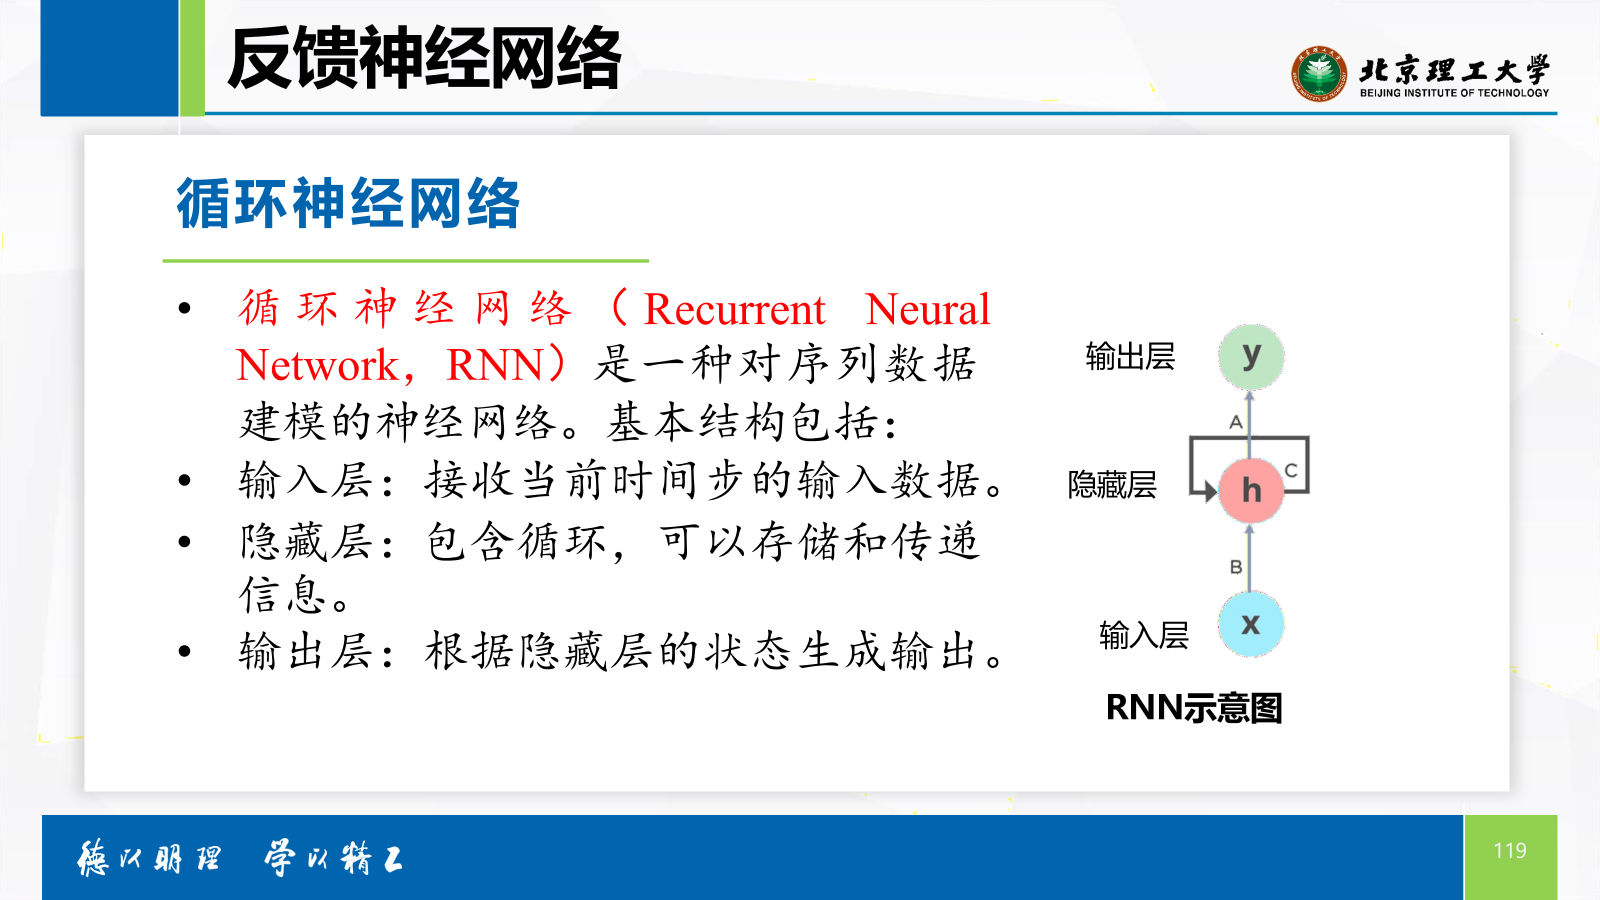 反馈神经网络
北京理工大学
BEIJING INSTITUTE OF TECHNOLOGY
循环神经网络
• 循环神经网络（Recurrent Neural
Network，RNN）是一种对序列数据
建模的神经网络。基本结构包括：
• 输入层：接收当前时间步的输入数据。
• 隐藏层：包含循环，可以存储和传递
信息。
• 输出层：根据隐藏层的状态生成输出。
输出层
y
A
C
隐藏层
h
B
输入层
x
RNN示意图
德以明理 学以精工
119